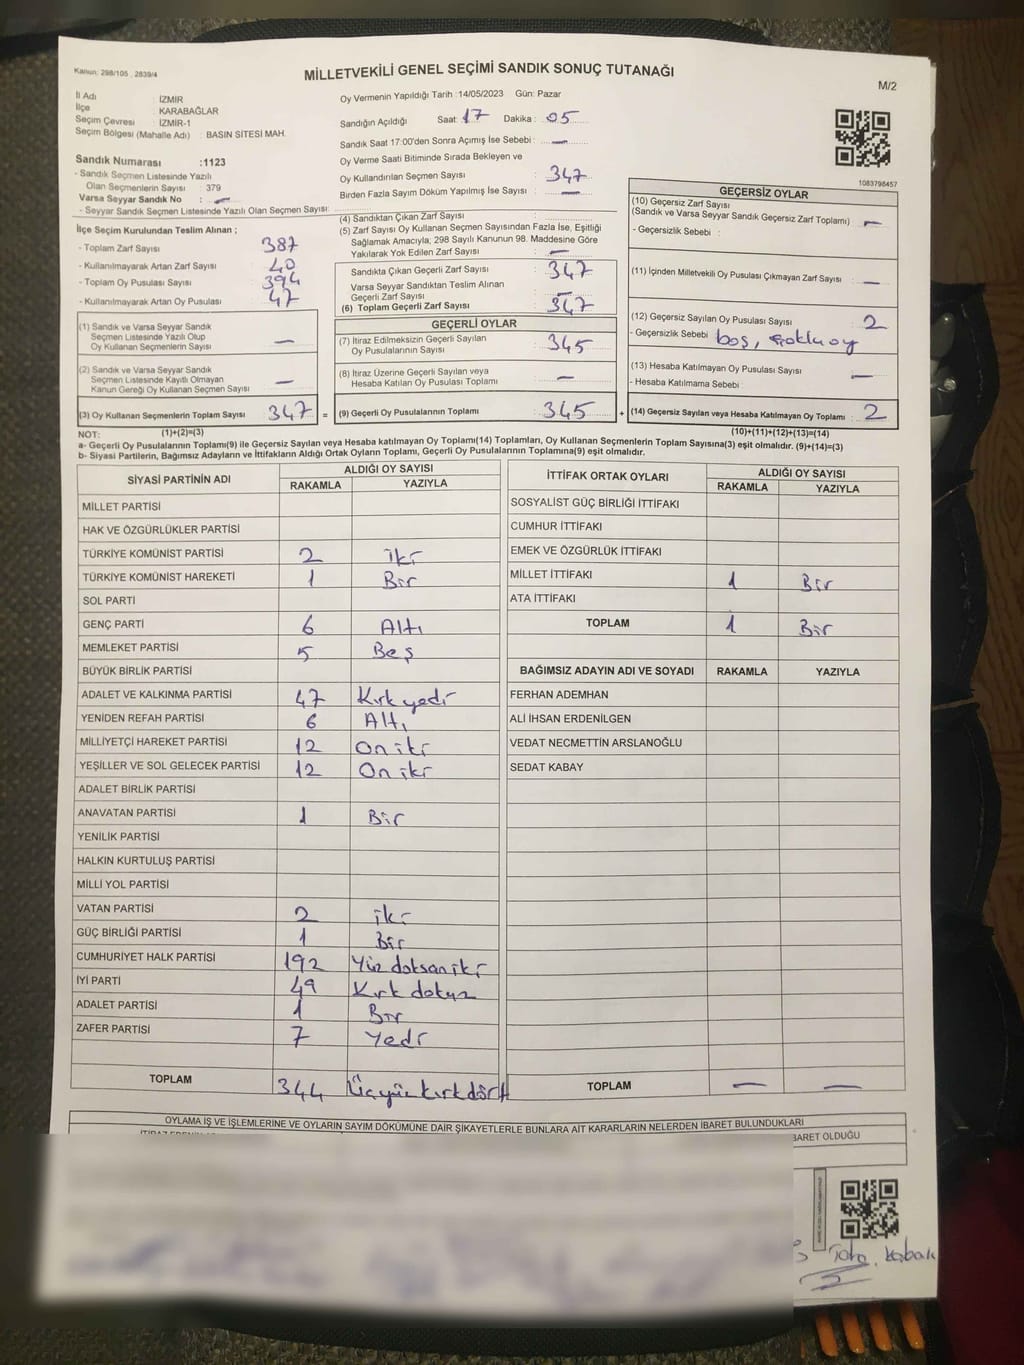 Kanun: 298/105 , 2839/4
MİLLETVEKİLİ GENEL SEÇİMİ SANDIK SONUÇ TUTANAĞI
M/2
İl Adı : İZMİR
İlçe : KARABAĞLAR
Seçim Çevresi : İZMİR-1
Seçim Bölgesi (Mahalle Adı) : BASIN SİTESİ MAH.
Sandık Numarası :1123
- Sandık Seçmen Listesinde Yazılı
Olan Seçmenlerin Sayısı : 379
Varsa Seyyar Sandık No : —
- Seyyar Sandık Seçmen Listesinde Yazılı Olan Seçmen Sayısı:
Oy Vermenin Yapıldığı Tarih :14/05/2023 Gün: Pazar
Sandığın Açıldığı Saat: 17 Dakika : 05
Sandık Saat 17:00'den Sonra Açımış İse Sebebi : —
Oy Verme Saati Bitiminde Sırada Bekleyen ve
Oy Kullandırılan Seçmen Sayısı : 347
Birden Fazla Sayım Döküm Yapılmış İse Sayısı : —
1083798457
İlçe Seçim Kurulundan Teslim Alınan ;
- Toplam Zarf Sayısı : 387
- Kullanılmayarak Artan Zarf Sayısı : 40
- Toplam Oy Pusulası Sayısı : 394
- Kullanılmayarak Artan Oy Pusulası : 47
(1) Sandık ve Varsa Seyyar Sandık
Seçmen Listesinde Yazılı Olup
Oy Kullanan Seçmenlerin Sayısı : —
(2) Sandık ve Varsa Seyyar Sandık
Seçmen Listesinde Kayıtlı Olmayan
Kanun Gereği Oy Kullanan Seçmen Sayısı : —
(3) Oy Kullanan Seçmenlerin Toplam Sayısı : 347 =
(1)+(2)=(3)
(4) Sandıktan Çıkan Zarf Sayısı :
(5) Zarf Sayısı Oy Kullanan Seçmen Sayısından Fazla İse, Eşitliği
Sağlamak Amacıyla, 298 Sayılı Kanunun 98. Maddesine Göre
Yakılarak Yok Edilen Zarf Sayısı : —
Sandıkta Çıkan Geçerli Zarf Sayısı : 347
Varsa Seyyar Sandıktan Teslim Alınan
Geçerli Zarf Sayısı : —
(6) Toplam Geçerli Zarf Sayısı : 347
GEÇERLİ OYLAR
(7) İtiraz Edilmeksizin Geçerli Sayılan
Oy Pusulalarının Sayısı : 345
(8) İtiraz Üzerine Geçerli Sayılan veya
Hesaba Katılan Oy Pusulası Toplamı : —
(9) Geçerli Oy Pusulalarının Toplamı : 345 +
GEÇERSİZ OYLAR
(10) Geçersiz Zarf Sayısı
(Sandık ve Varsa Seyyar Sandık Geçersiz Zarf Toplamı) : —
- Geçersizlik Sebebi :
(11) İçinden Milletvekili Oy Pusulası Çıkmayan Zarf Sayısı : —
(12) Geçersiz Sayılan Oy Pusulası Sayısı : 2
- Geçersizlik Sebebi : boş, çoklu oy
(13) Hesaba Katılmayan Oy Pusulası Sayısı : —
- Hesaba Katılmama Sebebi :
(14) Geçersiz Sayılan veya Hesaba Katılmayan Oy Toplamı : 2
(10)+(11)+(12)+(13)=(14)
NOT:
a- Geçerli Oy Pusulalarının Toplamı(9) ile Geçersiz Sayılan veya Hesaba katılmayan Oy Toplamı(14) Toplamları, Oy Kullanan Seçmenlerin Toplam Sayısına(3) eşit olmalıdır. (9)+(14)=(3)
b- Siyasi Partilerin, Bağımsız Adayların ve İttifakların Aldığı Ortak Oyların Toplamı, Geçerli Oy Pusulalarının Toplamına(9) eşit olmalıdır.
SİYASİ PARTİNİN ADI ALDIĞI OY SAYISI
RAKAMLA YAZIYLA
MİLLET PARTİSİ
HAK VE ÖZGÜRLÜKLER PARTİSİ
TÜRKİYE KOMÜNİST PARTİSİ 2 iki
TÜRKİYE KOMÜNİST HAREKETİ 1 Bir
SOL PARTİ
GENÇ PARTİ 6 Altı
MEMLEKET PARTİSİ 5 Beş
BÜYÜK BİRLİK PARTİSİ
ADALET VE KALKINMA PARTİSİ 47 Kırk yedi
YENİDEN REFAH PARTİSİ 6 Altı
MİLLİYETÇİ HAREKET PARTİSİ 12 On iki
YEŞİLLER VE SOL GELECEK PARTİSİ 12 On iki
ADALET BİRLİK PARTİSİ
ANAVATAN PARTİSİ 1 Bir
YENİLİK PARTİSİ
HALKIN KURTULUŞ PARTİSİ
MİLLİ YOL PARTİSİ
VATAN PARTİSİ 2 iki
GÜÇ BİRLİĞİ PARTİSİ 1 Bir
CUMHURİYET HALK PARTİSİ 192 Yüz doksan iki
İYİ PARTİ 49 Kırk dokuz
ADALET PARTİSİ 1 Bir
ZAFER PARTİSİ 7 Yedi
TOPLAM 344 Üçyüz kırk dört
İTTİFAK ORTAK OYLARI ALDIĞI OY SAYISI
RAKAMLA YAZIYLA
SOSYALİST GÜÇ BİRLİĞİ İTTİFAKI
CUMHUR İTTİFAKI
EMEK VE ÖZGÜRLÜK İTTİFAKI
MİLLET İTTİFAKI 1 Bir
ATA İTTİFAKI
TOPLAM 1 Bir
BAĞIMSIZ ADAYIN ADI VE SOYADI RAKAMLA YAZIYLA
FERHAN ADEMHAN
ALİ İHSAN ERDENİLGEN
VEDAT NECMETTİN ARSLANOĞLU
SEDAT KABAY
TOPLAM — —
OYLAMA İŞ VE İŞLEMLERİNE VE OYLARIN SAYIM DÖKÜMÜNE DAİR ŞİKAYETLERLE BUNLARA AİT KARARLARIN NELERDEN İBARET BULUNDUKLARI
BARET OLDUĞU